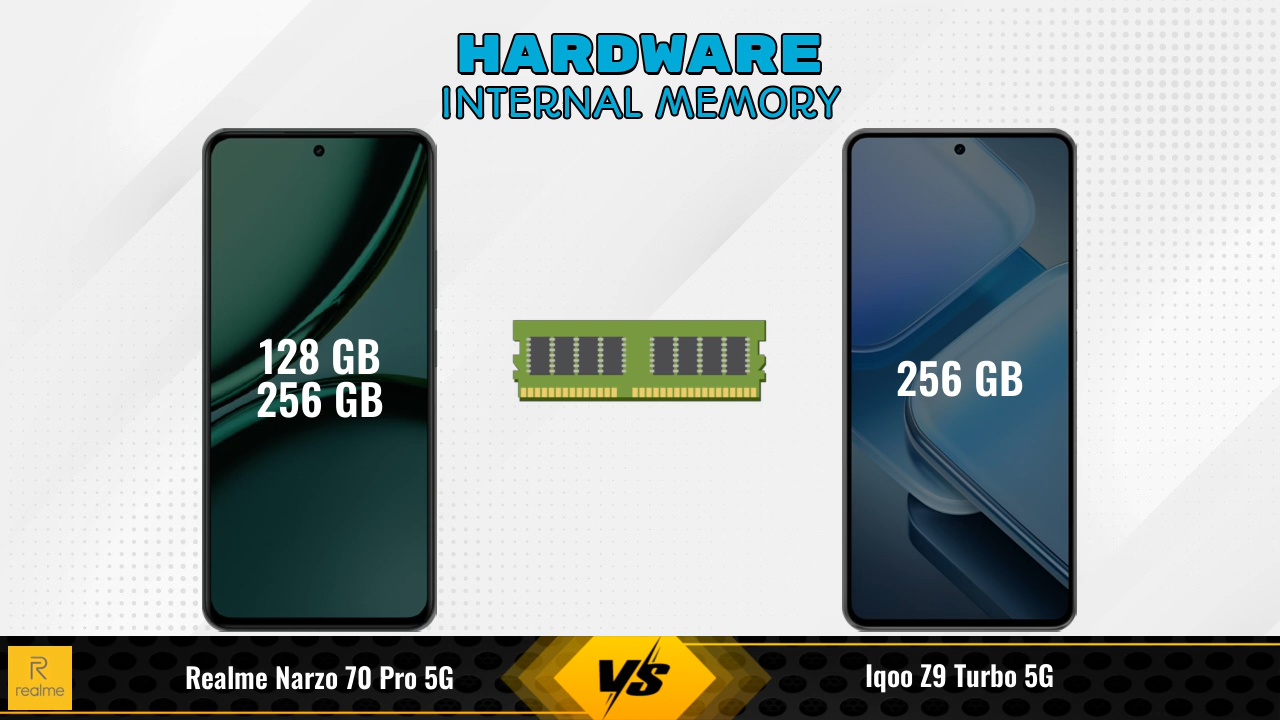 HARDWARE
INTERNAL MEMORY
128 GB
256 GB
256 GB
realme
Realme Narzo 70 Pro 5G
VS
Iqoo Z9 Turbo 5G